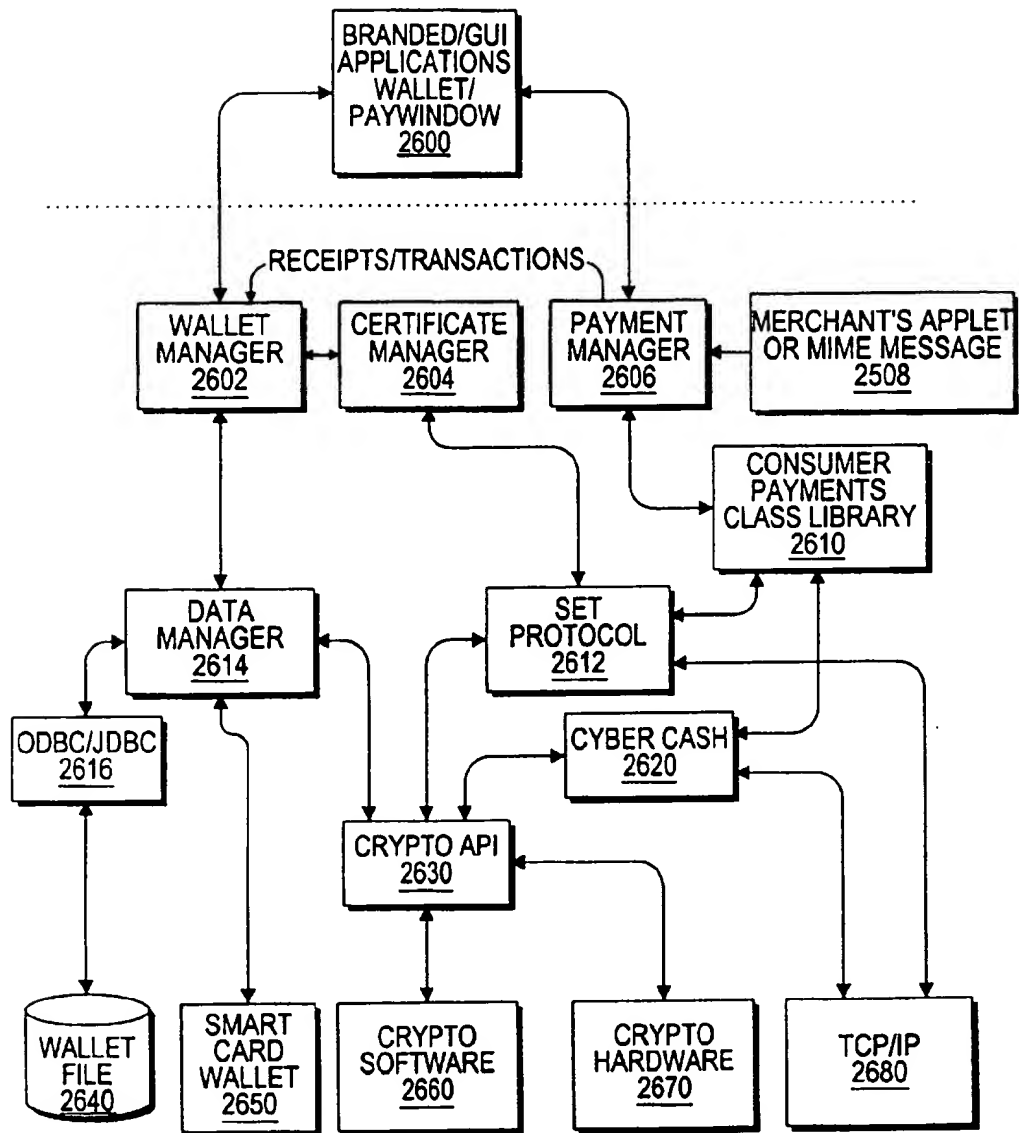 BRANDED/GUI
APPLICATIONS
WALLET/
PAYWINDOW
2600
RECEIPTS/TRANSACTIONS
WALLET
MANAGER
2602
CERTIFICATE
MANAGER
2604
PAYMENT
MANAGER
2606
MERCHANT'S APPLET
OR MIME MESSAGE
2508
CONSUMER
PAYMENTS
CLASS LIBRARY
2610
DATA
MANAGER
2614
SET
PROTOCOL
2612
ODBC/JDBC
2616
CYBER CASH
2620
CRYPTO API
2630
WALLET
FILE
2640
SMART
CARD
WALLET
2650
CRYPTO
SOFTWARE
2660
CRYPTO
HARDWARE
2670
TCP/IP
2680